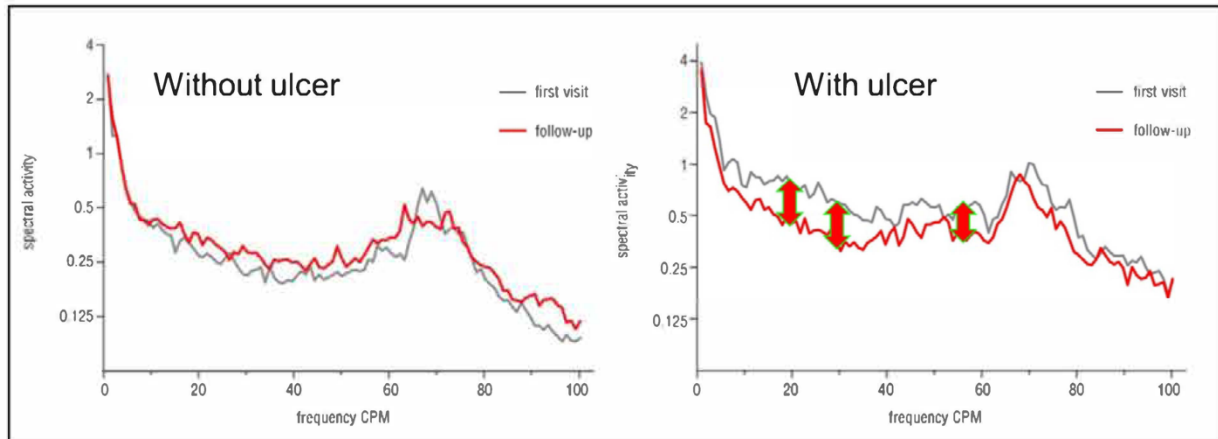 Without ulcer
first visit
follow-up
spectral activity
4
2
1
0.5
0.25
0.125
0 20 40 60 80 100
frequency CPM
With ulcer
first visit
follow-up
spectral activity
4
2
1
0.5
0.25
0.125
0 20 40 60 80 100
frequency CPM